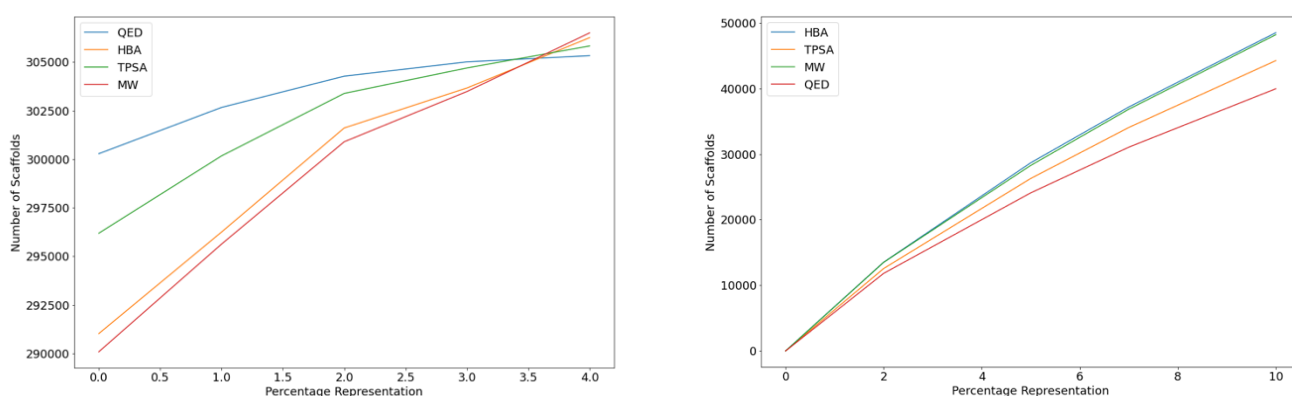 QED
HBA
TPSA
MW
305000
302500
300000
297500
295000
292500
290000
Number of Scaffolds
0.0 0.5 1.0 1.5 2.0 2.5 3.0 3.5 4.0
Percentage Representation
HBA
TPSA
MW
QED
50000
40000
30000
20000
10000
0
Number of Scaffolds
0 2 4 6 8 10
Percentage Representation